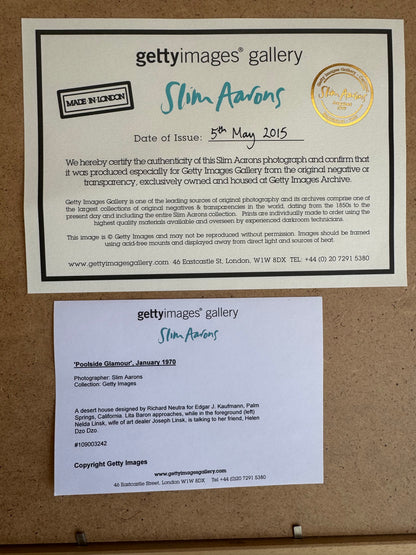 gettyimages® gallery
MADE IN LONDON
Slim Aarons
Date of Issue: 5th May 2015
We hereby certify the authenticity of this Slim Aarons photograph and confirm that
it was produced especially for Getty Images Gallery from the original negative or
transparency, exclusively owned and housed at Getty Images Archive.
Getty Images Gallery is one of the leading sources of original photography and its archives comprise one of
the largest collections of original negatives & transparencies in the world, dating from the 1850s to the
present day and including the entire Slim Aarons collection. Prints are individually made to order using the
highest quality materials available and overseen by experienced darkroom technicians.
This image is © Getty Images and may not be reproduced without permission. Images should be framed
using acid-free mounts and displayed away from direct light and sources of heat.
www.gettyimagesgallery.com 46 Eastcastle St, London. W1W 8DX TEL +44 (0) 20 7291 5380
gettyimages® gallery
Slim Aarons
'Poolside Glamour', January 1970
Photographer: Slim Aarons
Collection: Getty Images
A desert house designed by Richard Neutra for Edgar J. Kaufmann, Palm
Springs, California. Lita Baron approaches, while in the foreground (left)
Nelda Linsk, wife of art dealer Joseph Linsk, is talking to her friend, Helen
Dzo Dzo.
#109003242
Copyright Getty Images
www.gettyimagesgallery.com
46 Eastcastle Street, London W1W 8DX Tel +44 (0)20 7291 5380